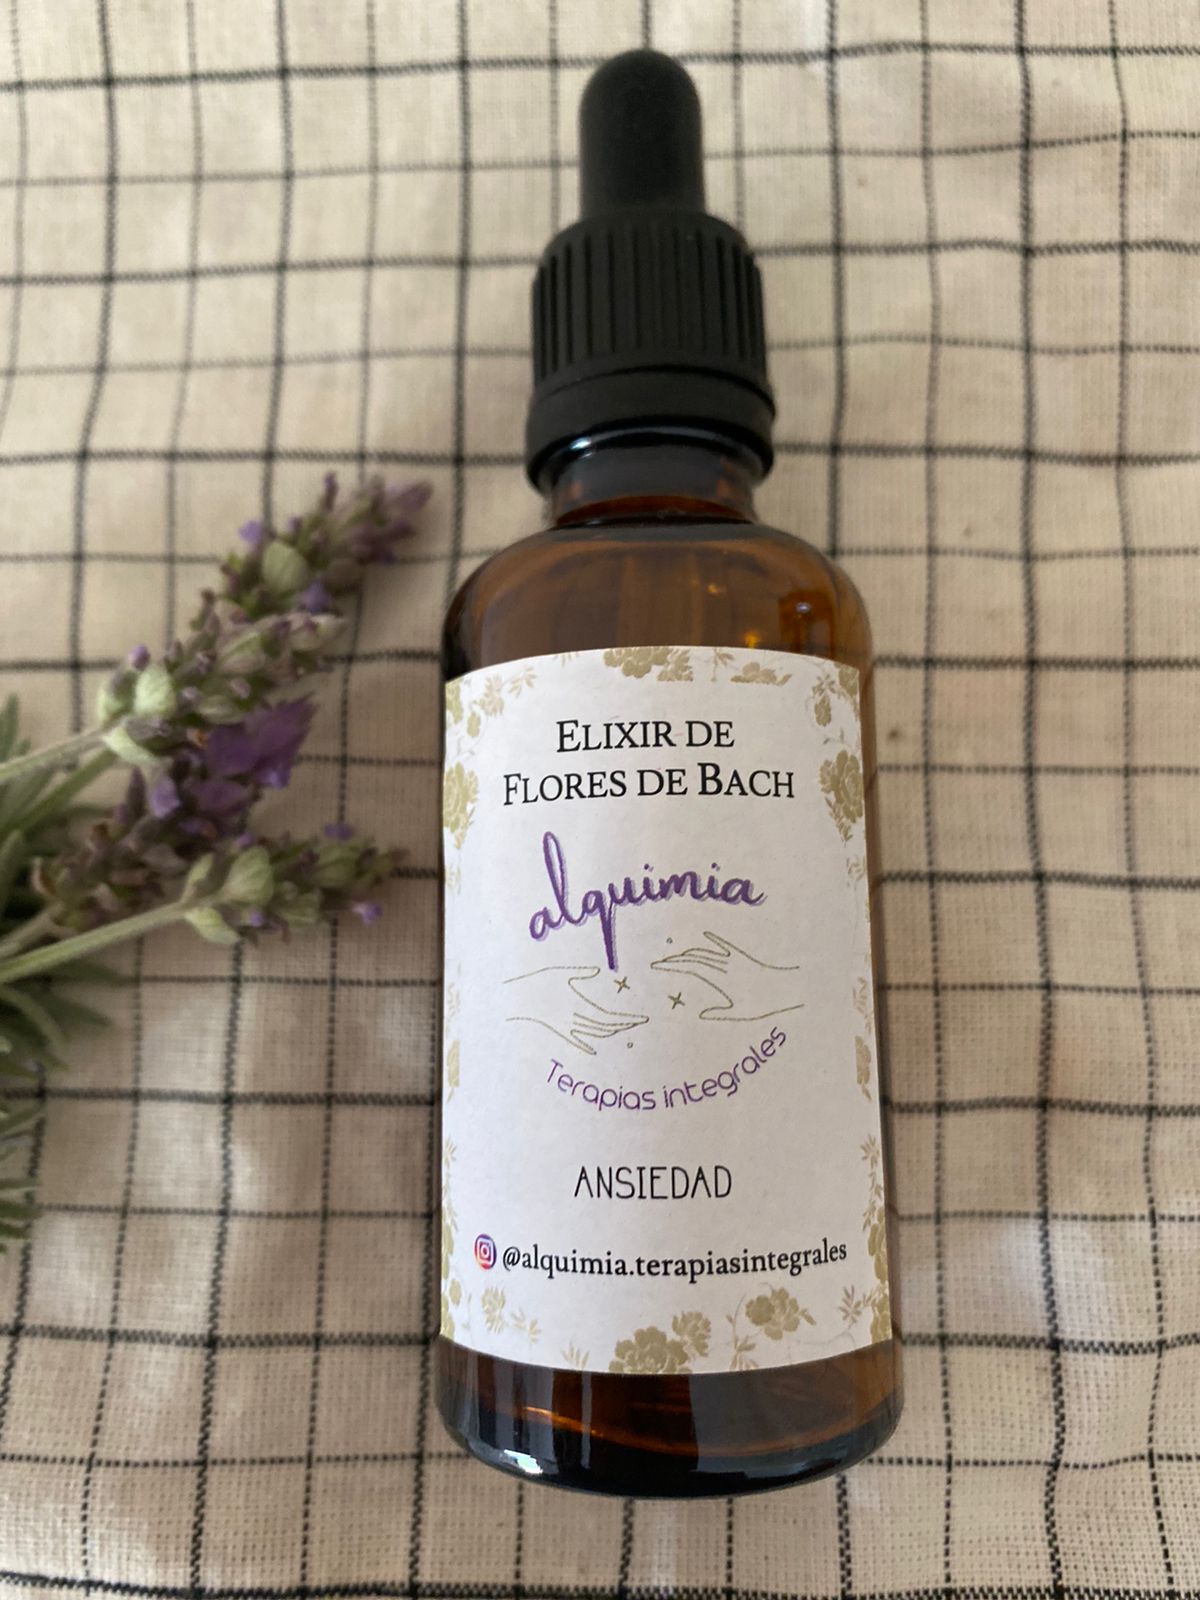 ELIXIR DE
FLORES DE BACH
alquimia
Terapias integrales
ANSIEDAD
@alquimia.terapiasintegrales